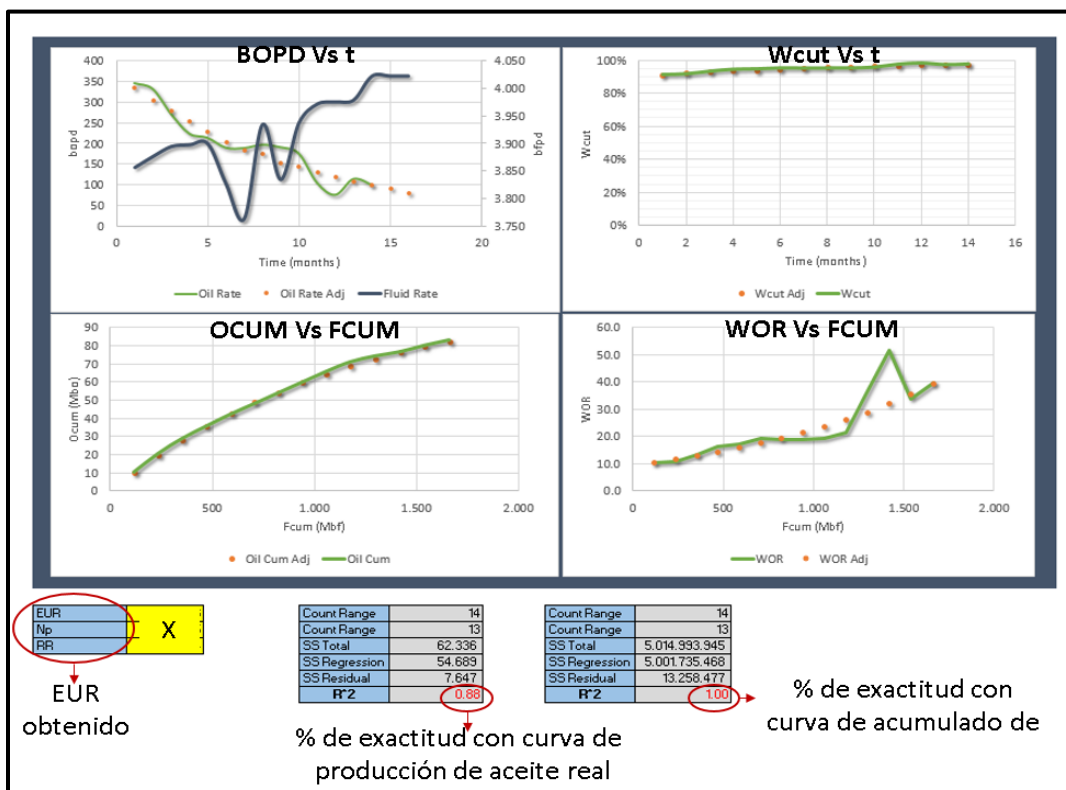 BOPD Vs t
400
350
300
250
200
150
100
50
0
bopd
4.050
4.000
3.950
3.900
3.850
3.800
3.750
bfpd
0
5
10
15
20
Time (months)
Oil Rate
Oil Rate Adj
Fluid Rate
Wcut Vs t
100%
80%
60%
40%
20%
0%
Wcut
0
2
4
6
8
10
12
14
16
Time (months)
Wcut Adj
Wcut
OCUM Vs FCUM
90
80
70
60
50
40
30
20
10
0
0
500
1.000
1.500
2.000
Fcum (Mbf)
Oil Cum Adj
Oil Cum
WOR Vs FCUM
60.0
50.0
40.0
30.0
20.0
10.0
0.0
WOR
0
500
1.000
1.500
2.000
Fcum (Mbf)
WOR
WOR Adj
EUR
Np
RR
X
EUR
obtenido
Count Range 14
Count Range 13
SS Total 62.336
SS Regression 54.689
SS Residual 7.647
R^2 0.88
% de exactitud con curva de
producción de aceite real
Count Range 14
Count Range 13
SS Total 5.014.993.945
SS Regression 5.001.735.468
SS Residual 13.258.477
R^2 1.00
% de exactitud con
curva de acumulado de